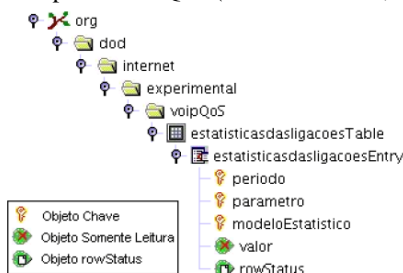 org
dod
internet
experimental
voipQoS
estatisticasdasligacoesTable
estatisticasdasligacoesEntry
periodo
parametro
modeloEstatistico
valor
rowStatus
Objeto Chave
Objeto Somente Leitura
Objeto rowStatus